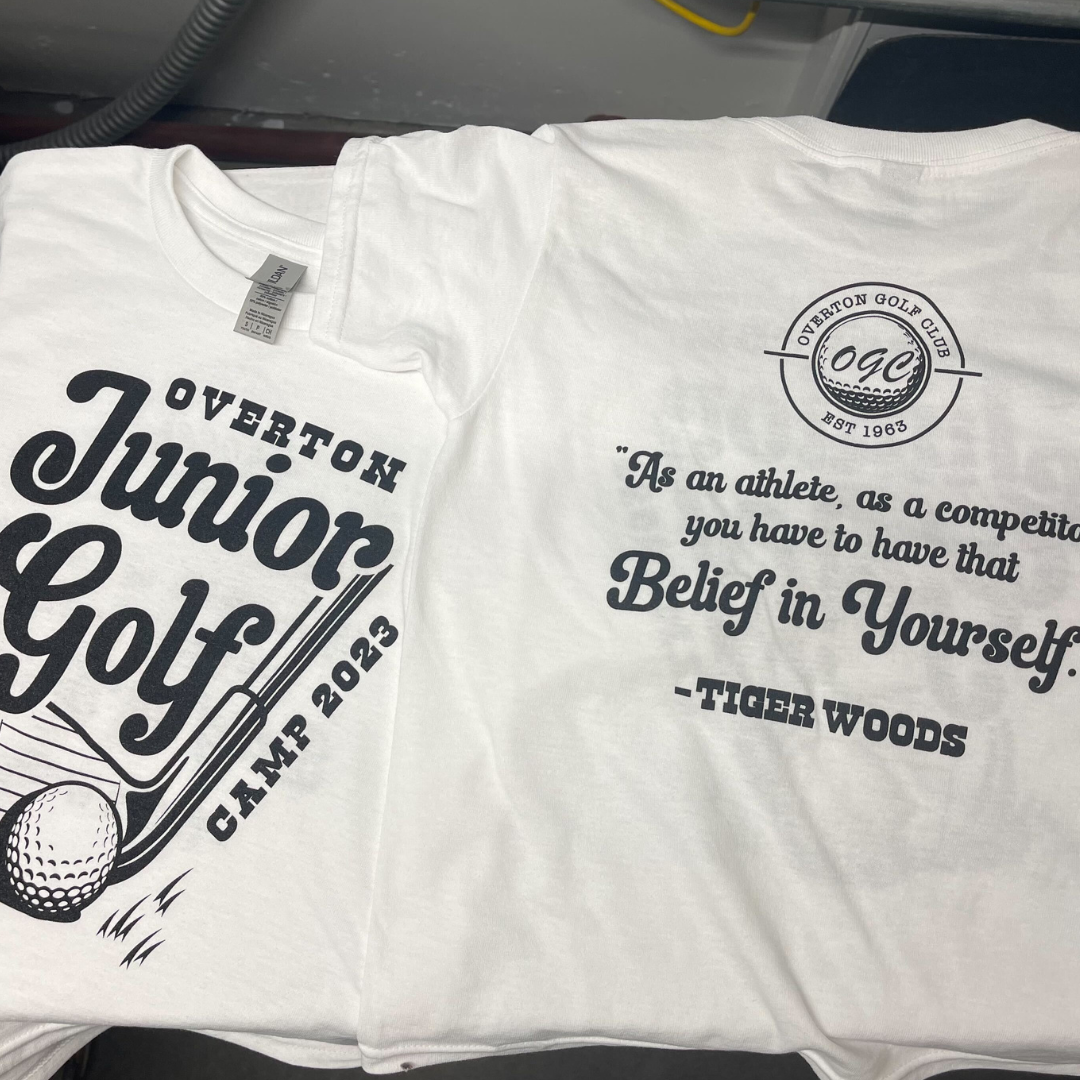 OVERTON
Junior
Golf
CAMP 2023
OVERTON GOLF CLUB
OGC
EST 1963
"As an athlete, as a competito
you have to have that
Belief in Yourself.
-TIGER WOODS